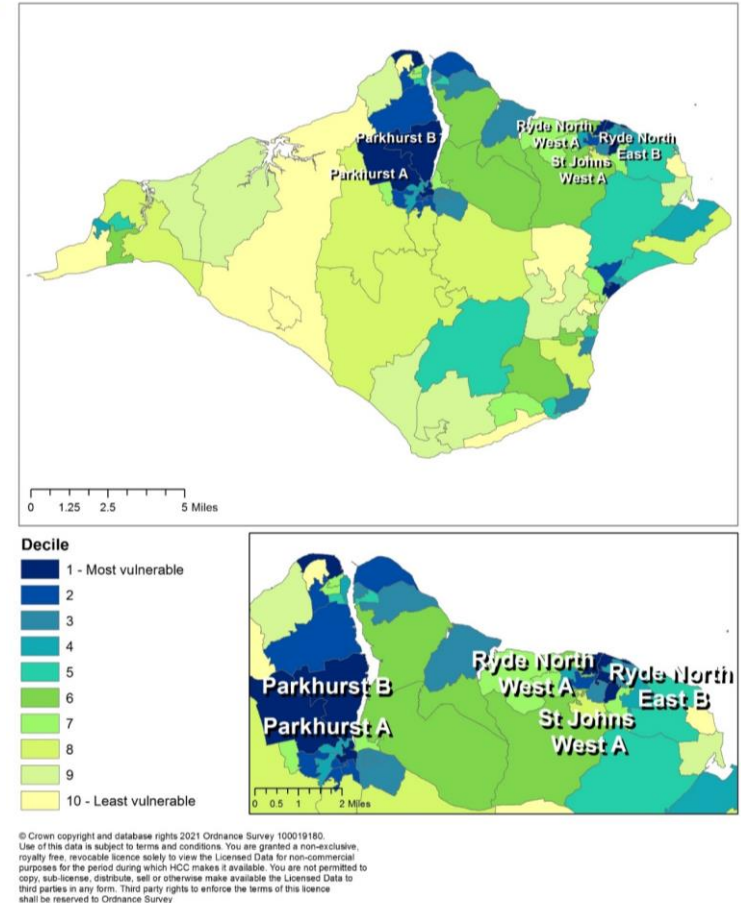 Parkhurst B
Parkhurst A
Ryde North
West A
Ryde North
East B
St Johns
West A
0 1.25 2.5 5 Miles
Decile
1 - Most vulnerable
2
3
4
5
6
7
8
9
10 - Least vulnerable
Parkhurst B
Parkhurst A
Ryde North
West A
Ryde North
East B
St Johns
West A
0 0.5 1 2 Miles
© Crown copyright and database rights 2021 Ordnance Survey 100019180.
Use of this data is subject to terms and conditions. You are granted a non-exclusive,
royalty free, revocable licence solely to view the Licensed Data for non-commercial
purposes for the period during which HCC makes it available. You are not permitted to
copy, sub-license, distribute, sell or otherwise make available the Licensed Data to
third parties in any form. Third party rights to enforce the terms of this licence
shall be reserved to Ordnance Survey